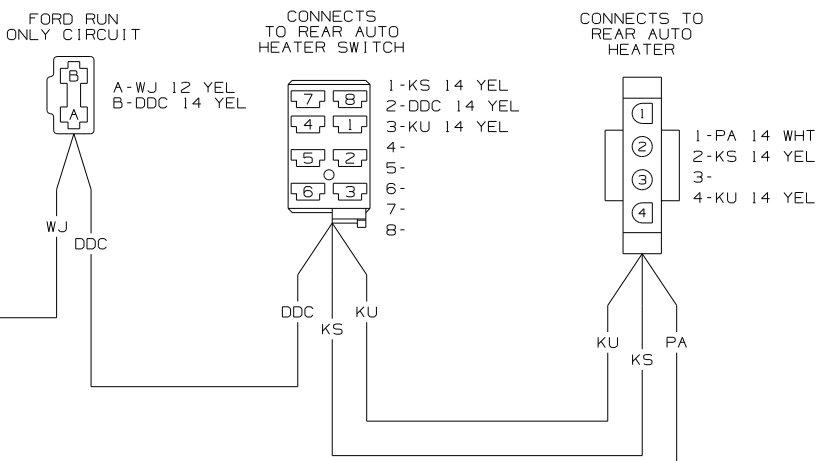 FORD RUN
ONLY CIRCUIT
B
A
A-WJ 12 YEL
B-DDC 14 YEL
WJ
DDC
CONNECTS
TO REAR AUTO
HEATER SWITCH
7 8
4 1
5 2
6 3
1-KS 14 YEL
2-DDC 14 YEL
3-KU 14 YEL
4-
5-
6-
7-
8-
DDC
KS
KU
CONNECTS TO
REAR AUTO
HEATER
1
2
3
4
1-PA 14 WHT
2-KS 14 YEL
3-
4-KU 14 YEL
KU
KS
PA